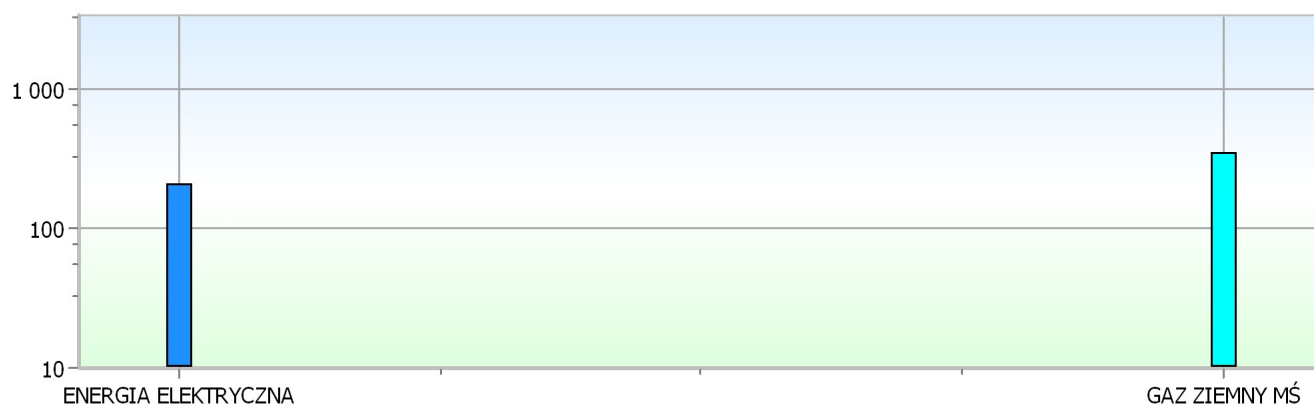 1 000
100
10
ENERGIA ELEKTRYCZNA
GAZ ZIEMNY MŚ